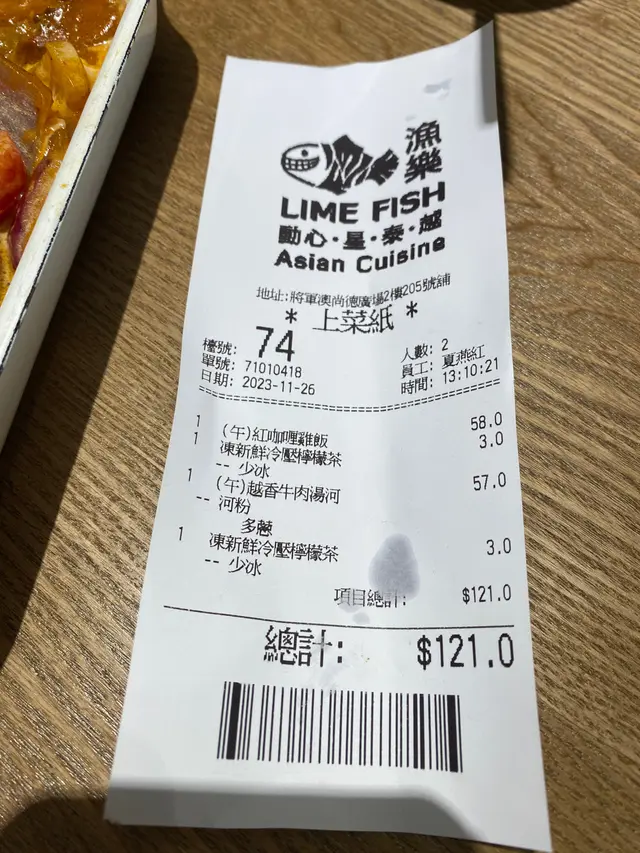 漁樂
LIME FISH
動心·星·泰·越
Asian Cuisine
地址:將軍澳尚德廣場2樓205號舖
* 上菜紙 *
檯號: 74 人數: 2
單號: 71010418 員工: 夏燕紅
日期: 2023-11-26 時間: 13:10:21
1 (午)紅咖喱雞飯 58.0
1 凍新鮮冷壓檸檬茶 3.0
-- 少冰
1 (午)越香牛肉湯河 57.0
-- 河粉
多蔥
1 凍新鮮冷壓檸檬茶 3.0
-- 少冰
項目總計: $121.0
總計: $121.0